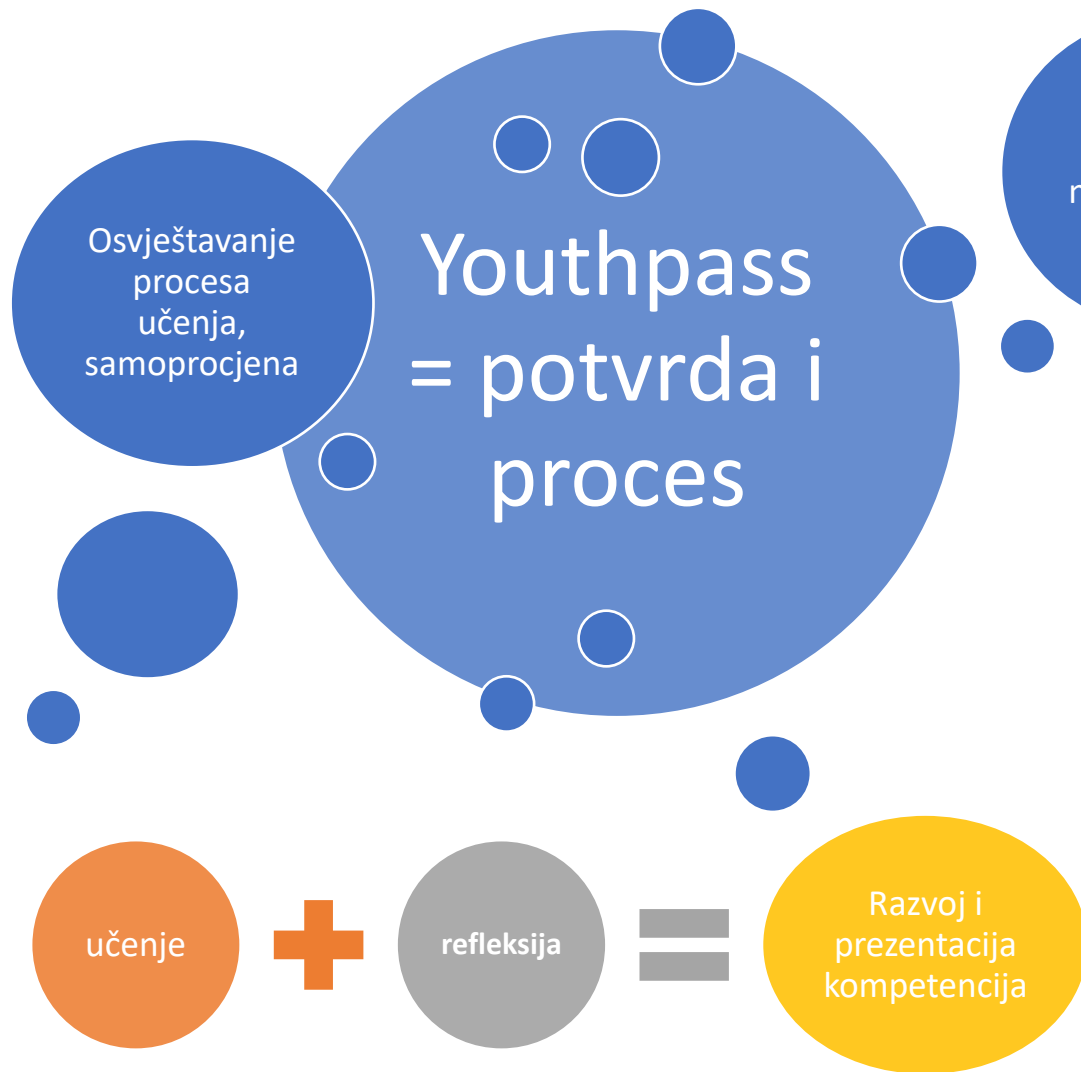 Osvještavanje
procesa
učenja,
samoprocjena
Youthpass
= potvrda i
proces
učenje
refleksija
Razvoj i
prezentacija
kompetencija